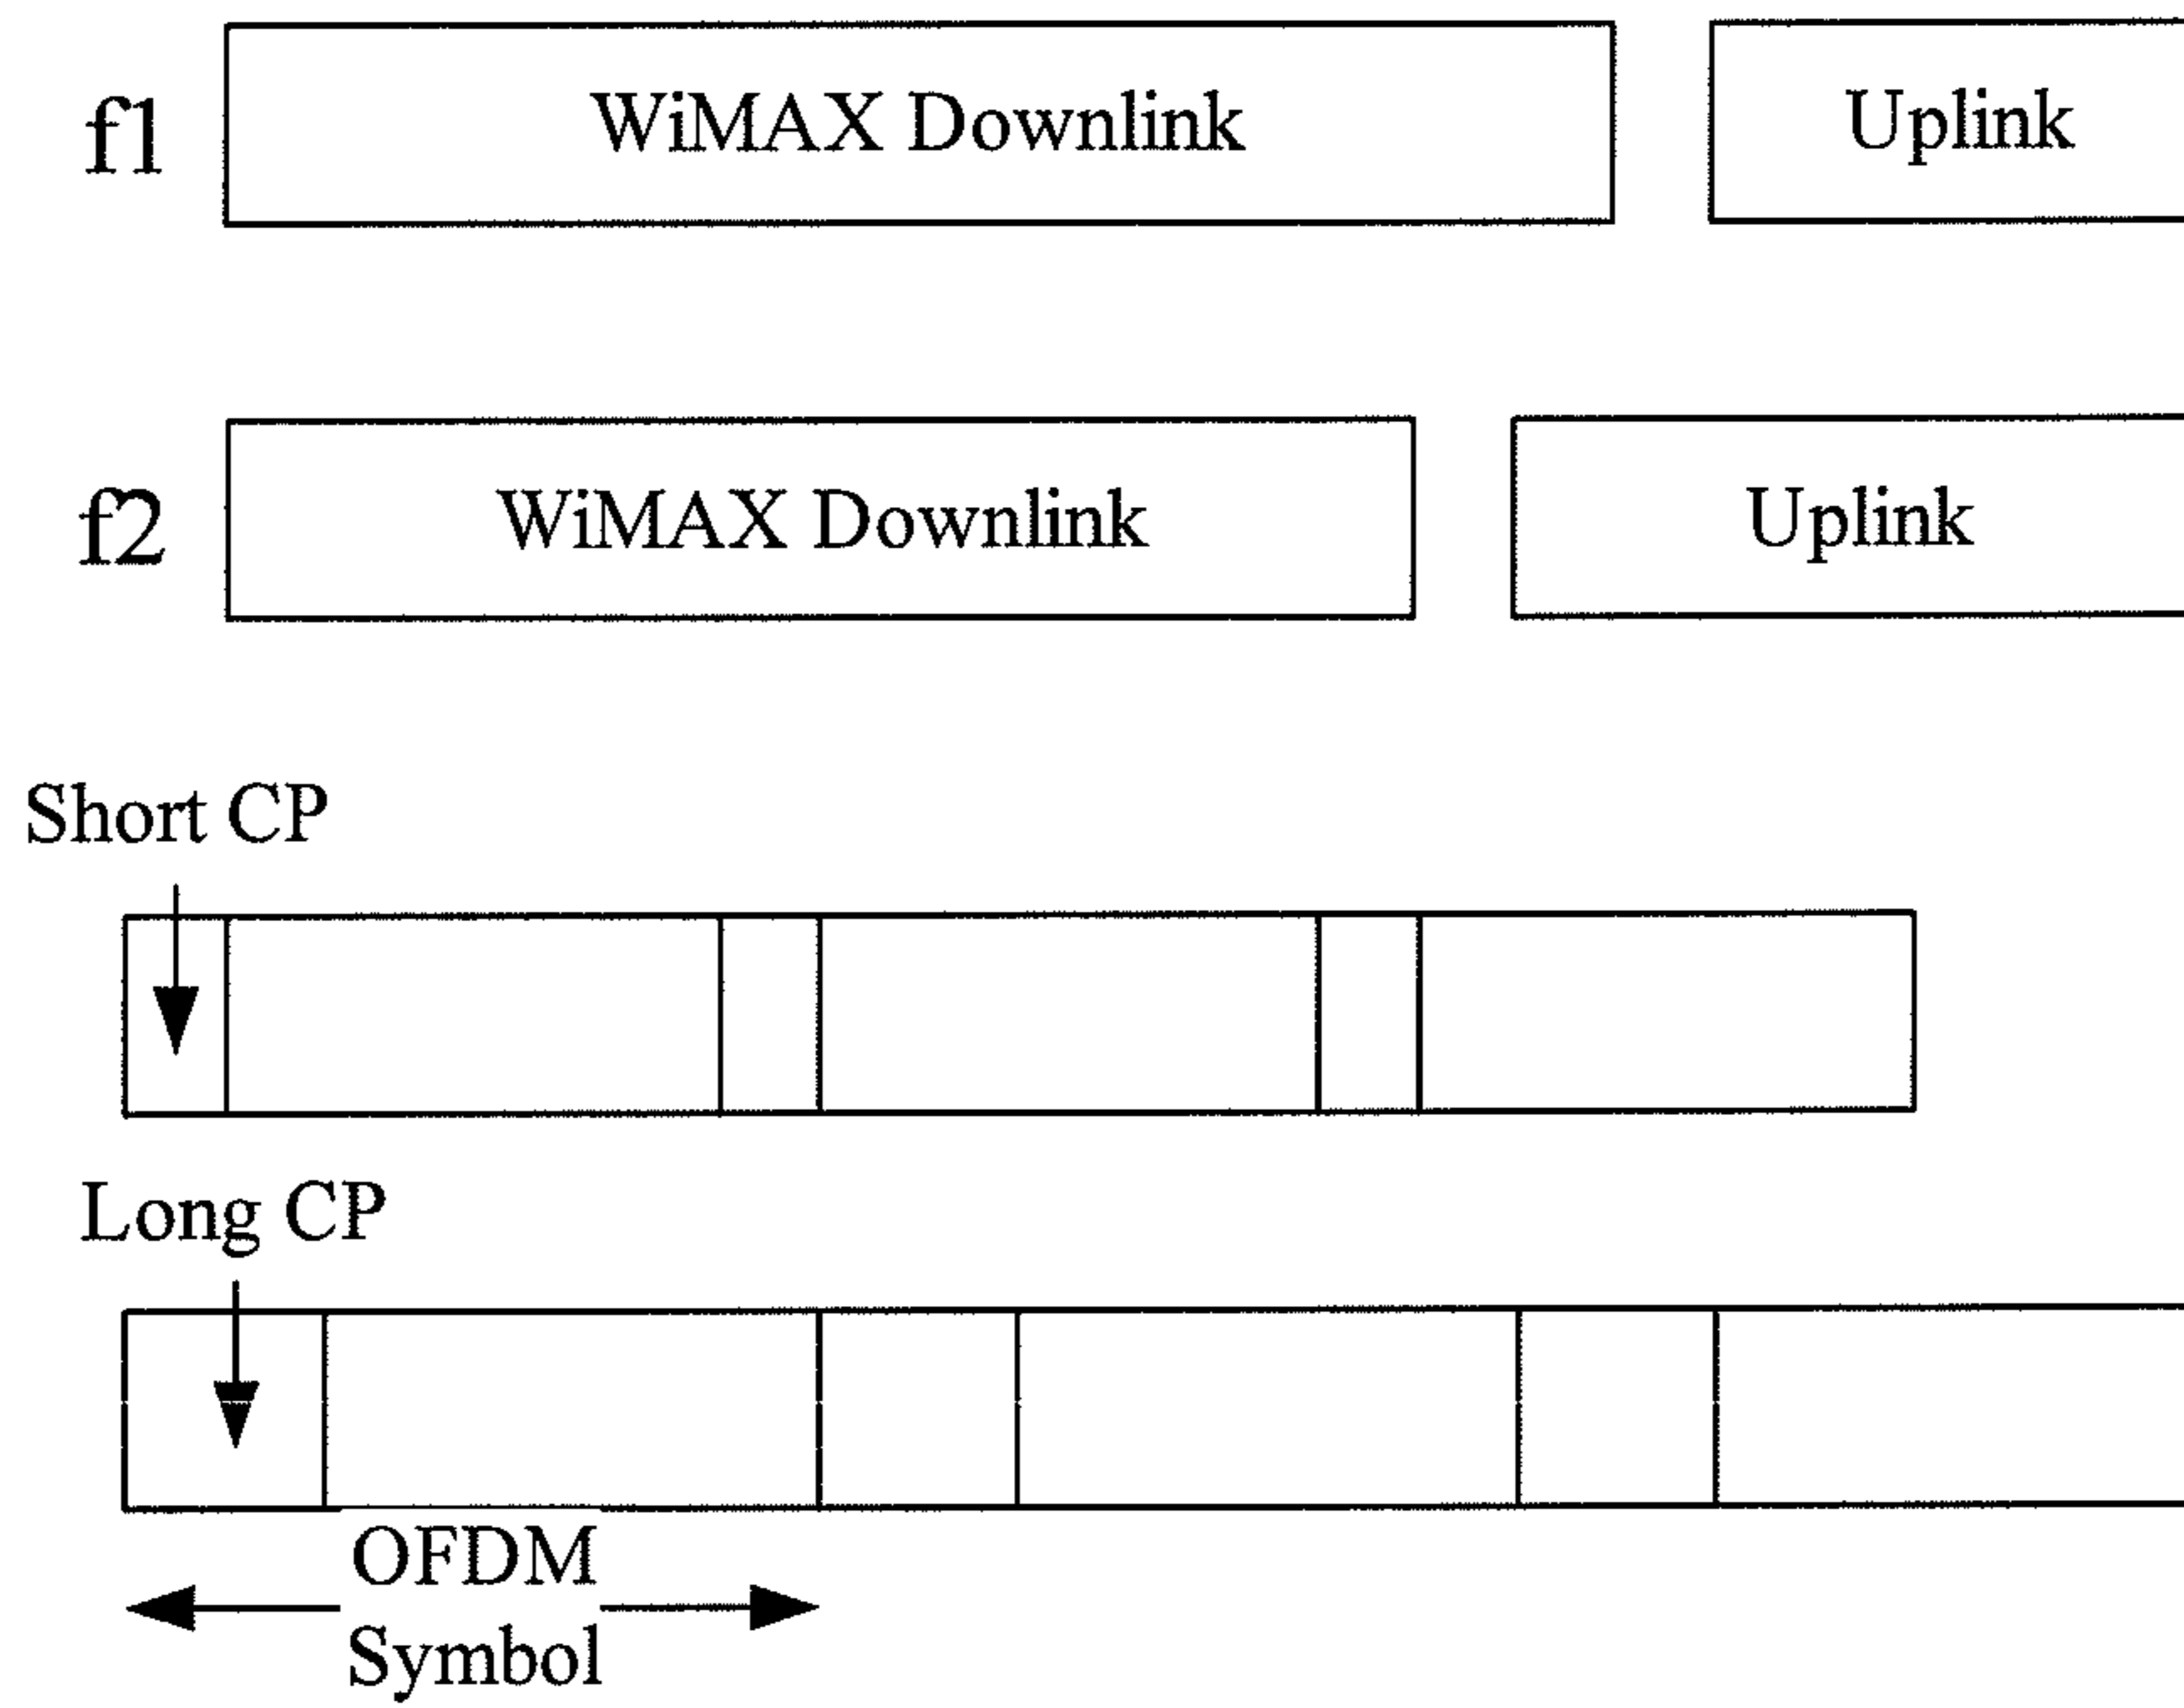 f1
WiMAX Downlink
Uplink
f2
WiMAX Downlink
Uplink
Short CP
Long CP
OFDM
Symbol